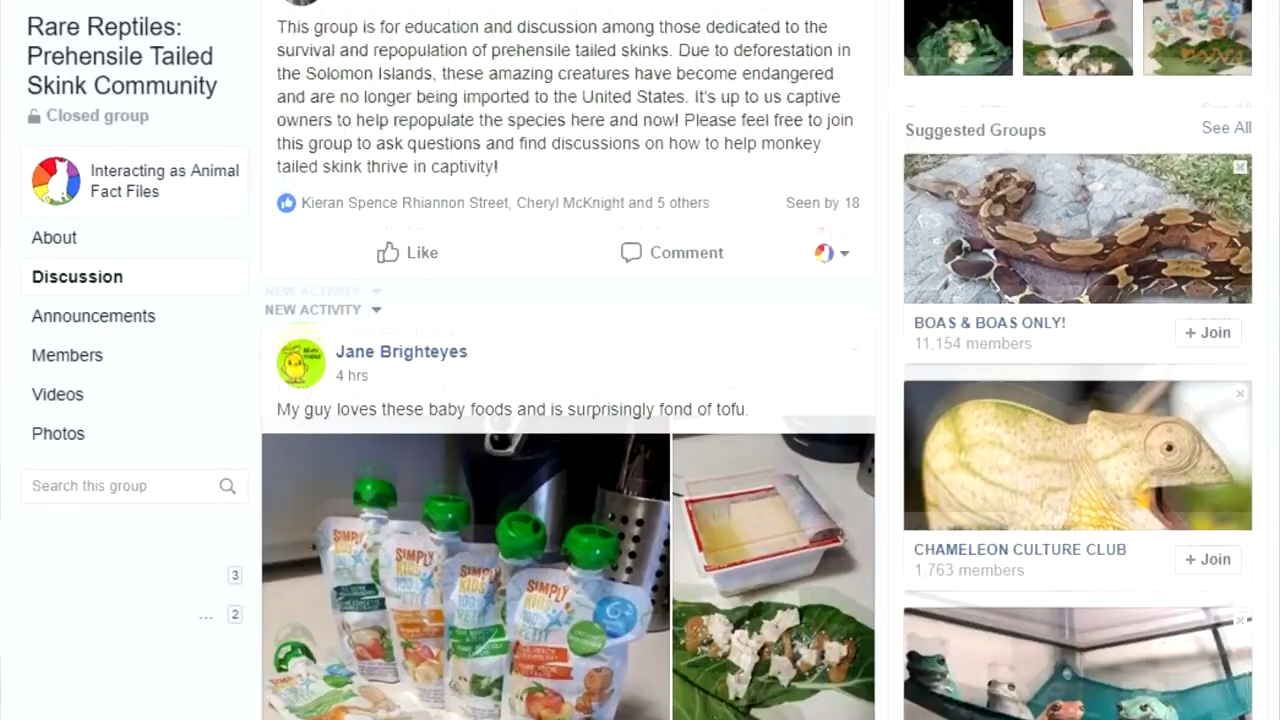 Rare Reptiles:
Prehensile Tailed
Skink Community
Closed group
Interacting as Animal
Fact Files
About
Discussion
Announcements
Members
Videos
Photos
Search this group
3
... 2
This group is for education and discussion among those dedicated to the
survival and repopulation of prehensile tailed skinks. Due to deforestation in
the Solomon Islands, these amazing creatures have become endangered
and are no longer being imported to the United States. It's up to us captive
owners to help repopulate the species here and now! Please feel free to join
this group to ask questions and find discussions on how to help monkey
tailed skink thrive in captivity!
Kieran Spence Rhiannon Street, Cheryl McKnight and 5 others
Seen by 18
Like
Comment
NEW ACTIVITY
Jane Brighteyes
4 hrs
My guy loves these baby foods and is surprisingly fond of tofu.
SIMPLY
KIDS
SIMPLY
KIDS
SIMPLY
KIDS
SIMPLY
KIDS
6+
SIMPLY
Suggested Groups
See All
BOAS & BOAS ONLY!
11,154 members
+ Join
CHAMELEON CULTURE CLUB
1,763 members
+ Join